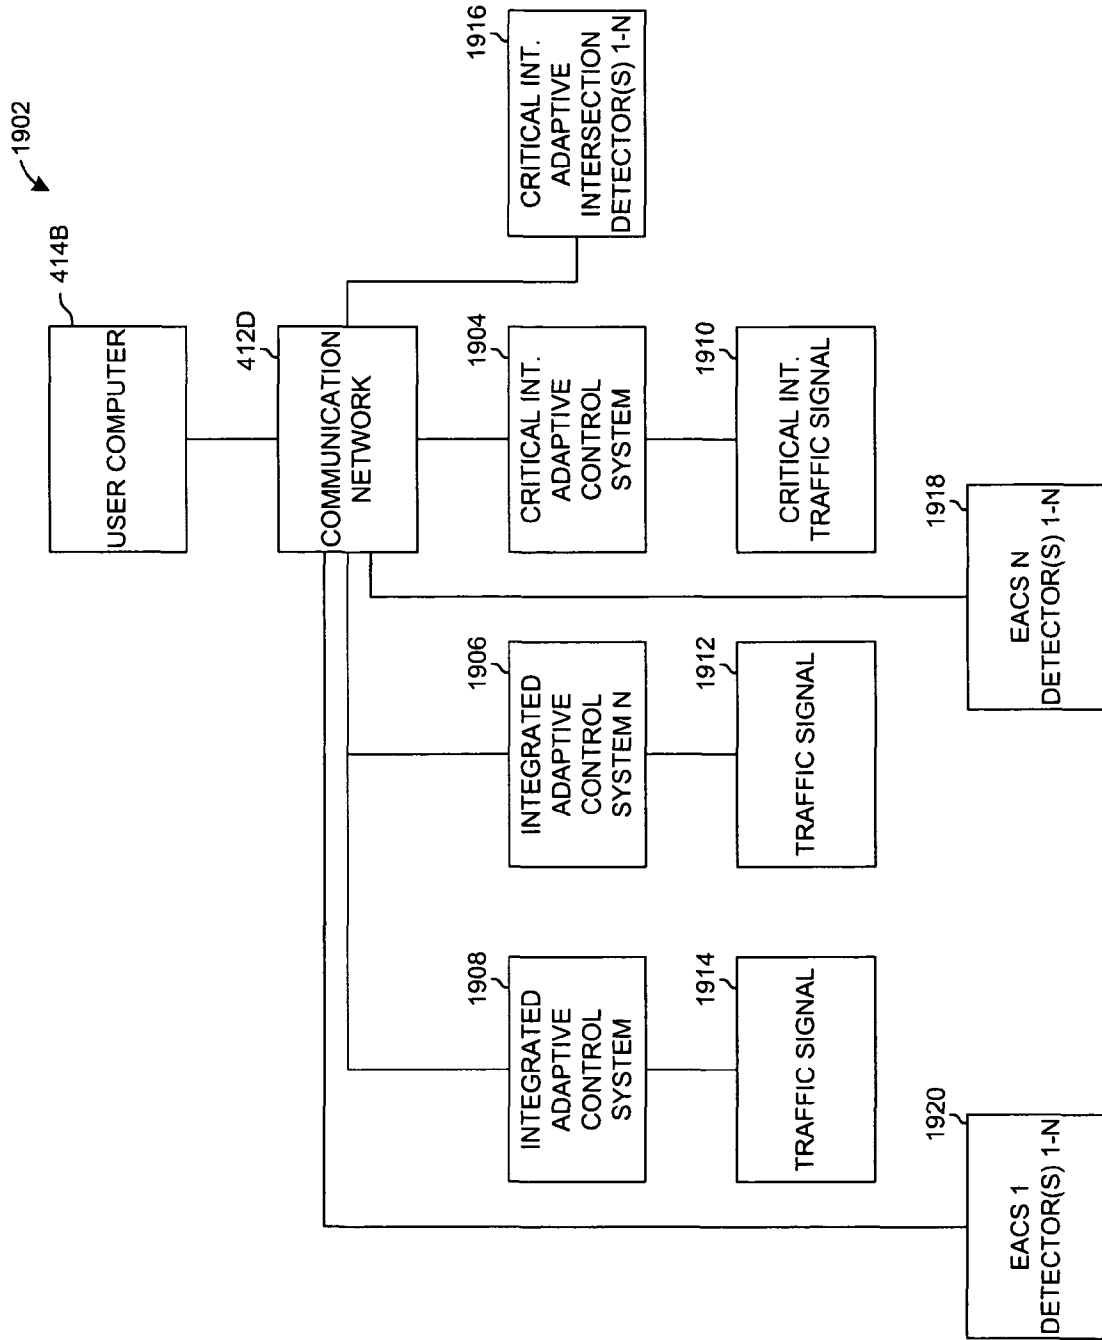 1902
414B
USER COMPUTER
412D
COMMUNICATION
NETWORK
1916
CRITICAL INT.
ADAPTIVE
INTERSECTION
DETECTOR(S) 1-N
1908
INTEGRATED
ADAPTIVE
CONTROL
SYSTEM
1906
INTEGRATED
ADAPTIVE
CONTROL
SYSTEM N
1904
CRITICAL INT.
ADAPTIVE
CONTROL
SYSTEM
1914
TRAFFIC SIGNAL
1912
TRAFFIC SIGNAL
1910
CRITICAL INT.
TRAFFIC SIGNAL
1920
EACS 1
DETECTOR(S) 1-N
1918
EACS N
DETECTOR(S) 1-N